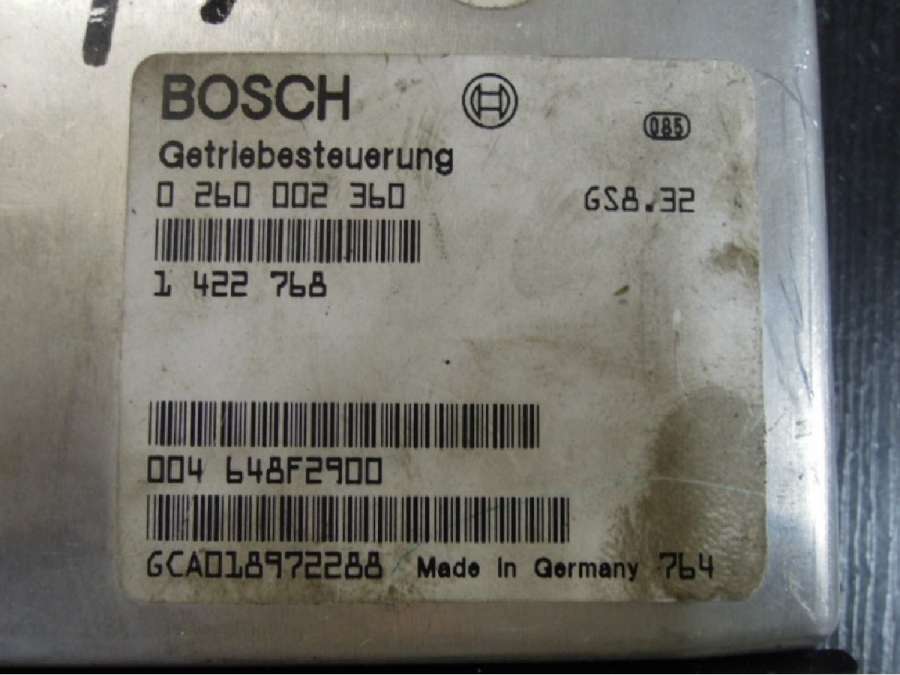 BOSCH
085
Getriebesteuerung
0 260 002 360 GS8.32
1 422 768
004 648F2900
GCA018972288 Made in Germany 764